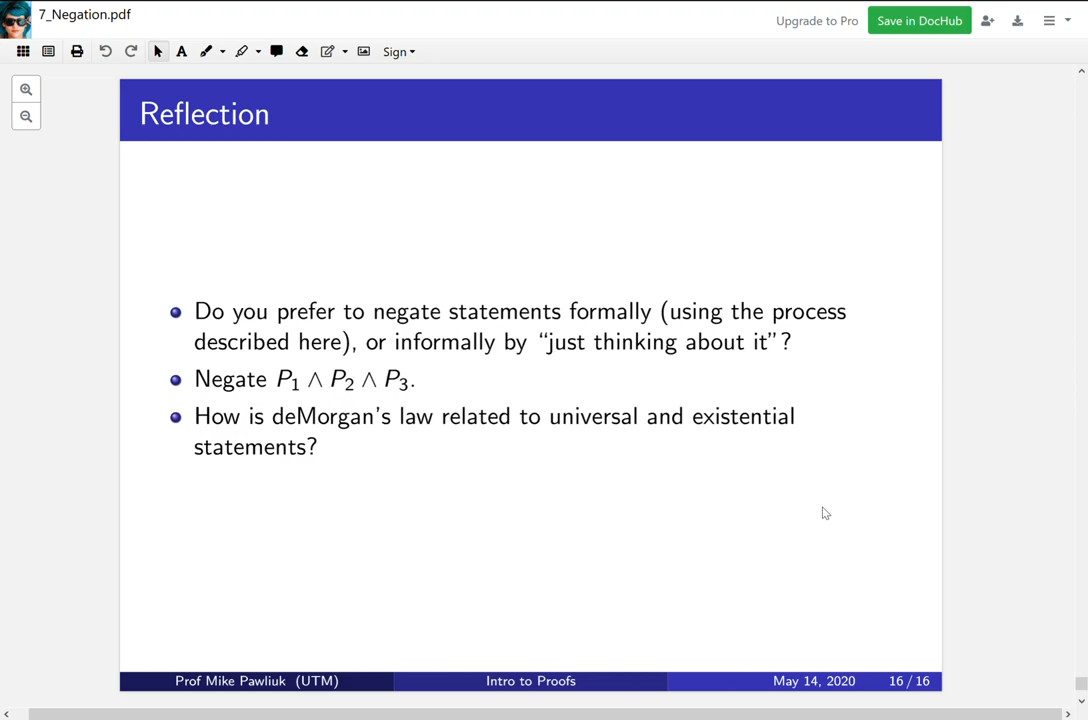 7_Negation.pdf
Upgrade to Pro
Save in DocHub
A
Sign
Reflection
Do you prefer to negate statements formally (using the process
described here), or informally by “just thinking about it”?
Negate P₁ ∧ P₂ ∧ P₃.
How is deMorgan's law related to universal and existential
statements?
Prof Mike Pawliuk (UTM) Intro to Proofs May 14, 2020 16 / 16